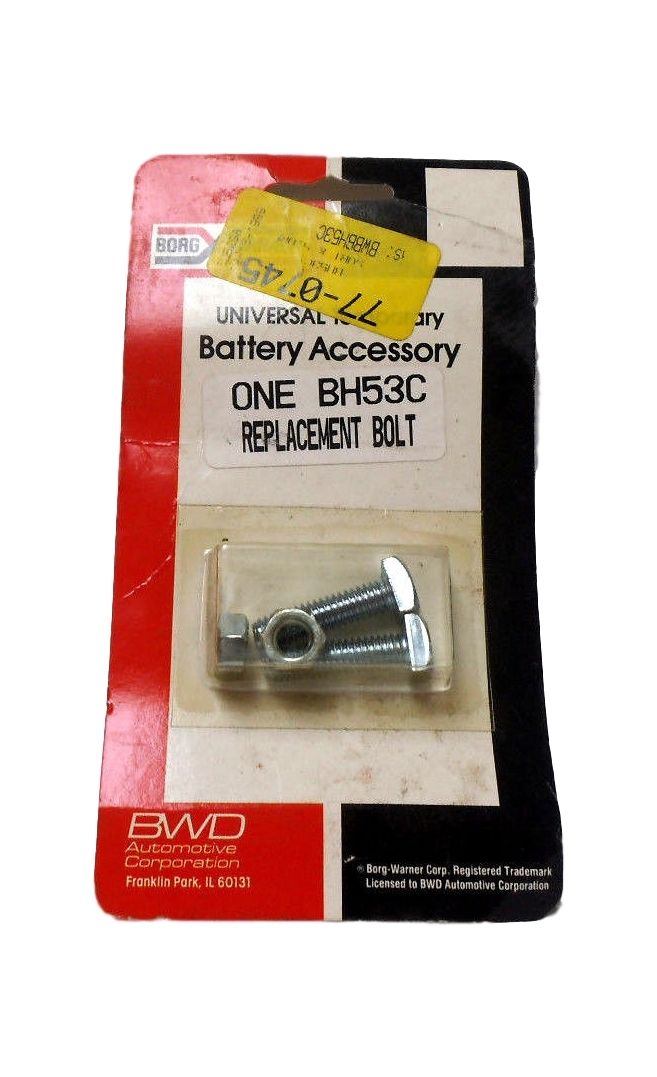 BORG
BWBBH53C
77-0745
UNIVERSAL
Battery Accessory
ONE BH53C
REPLACEMENT BOLT
BWD
Automotive
Corporation
Franklin Park, IL 60131
® Borg-Warner Corp. Registered Trademark
Licensed to BWD Automotive Corporation